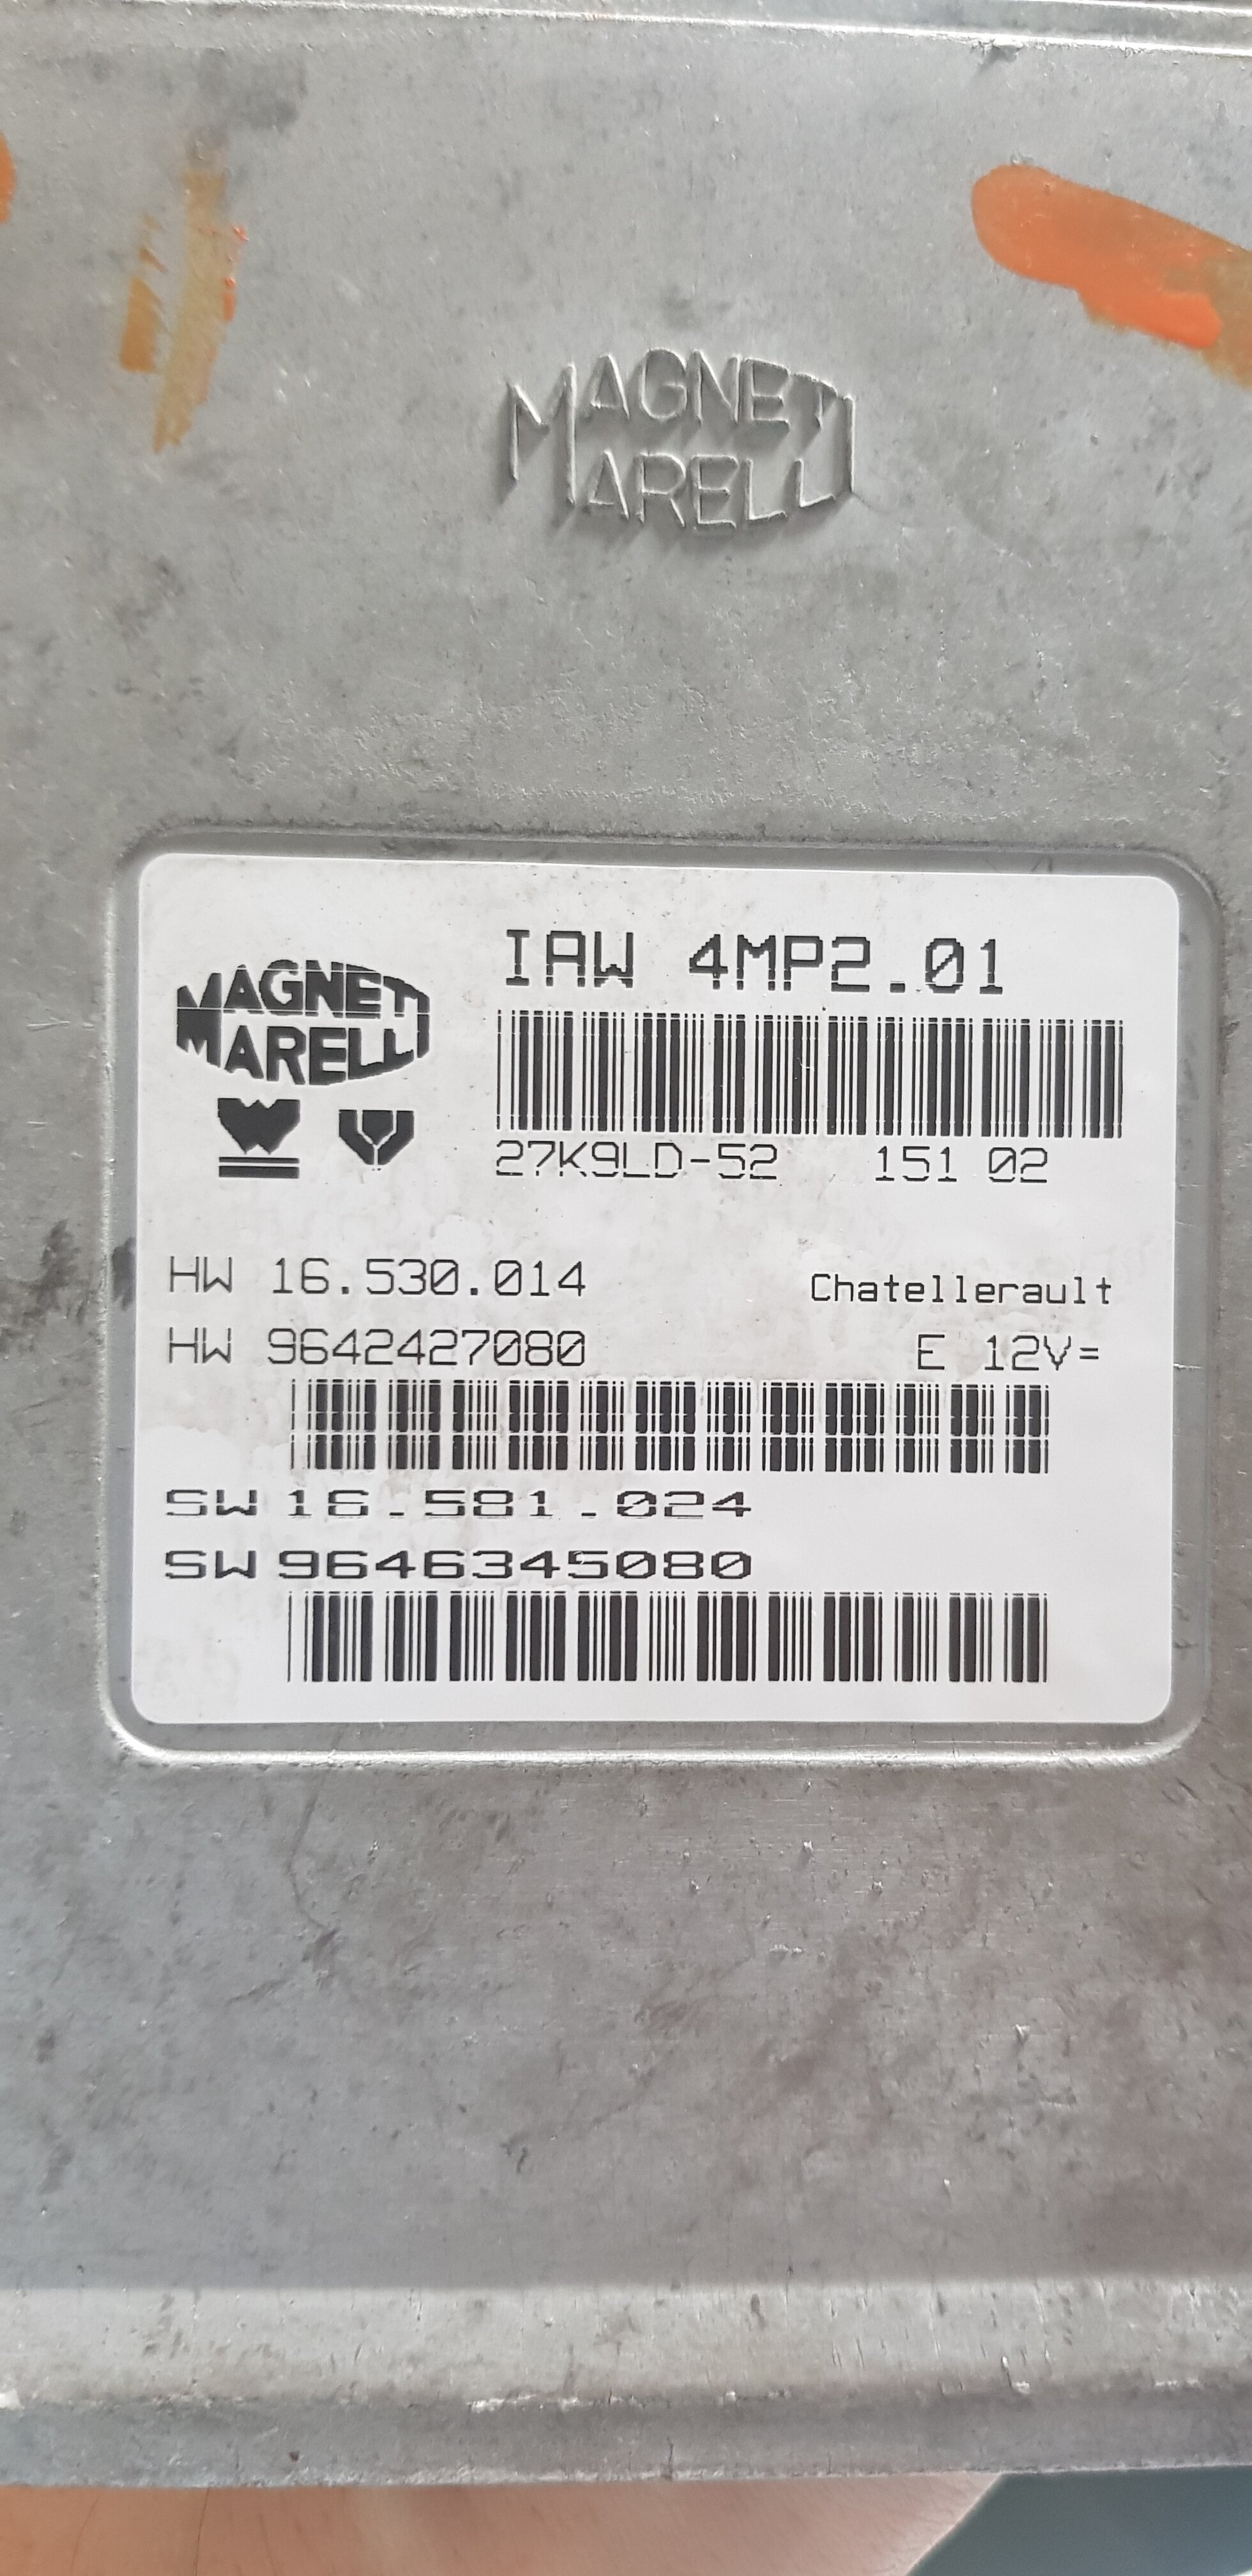 MAGNETI
MARELLI
IAW 4MP2.01
MAGNETI
MARELLI
27K9LD-52 151 02
HW 16.530.014
Chatellerault
HW 9642427080
E 12V=
SW 16.581.024
SW 9646345080